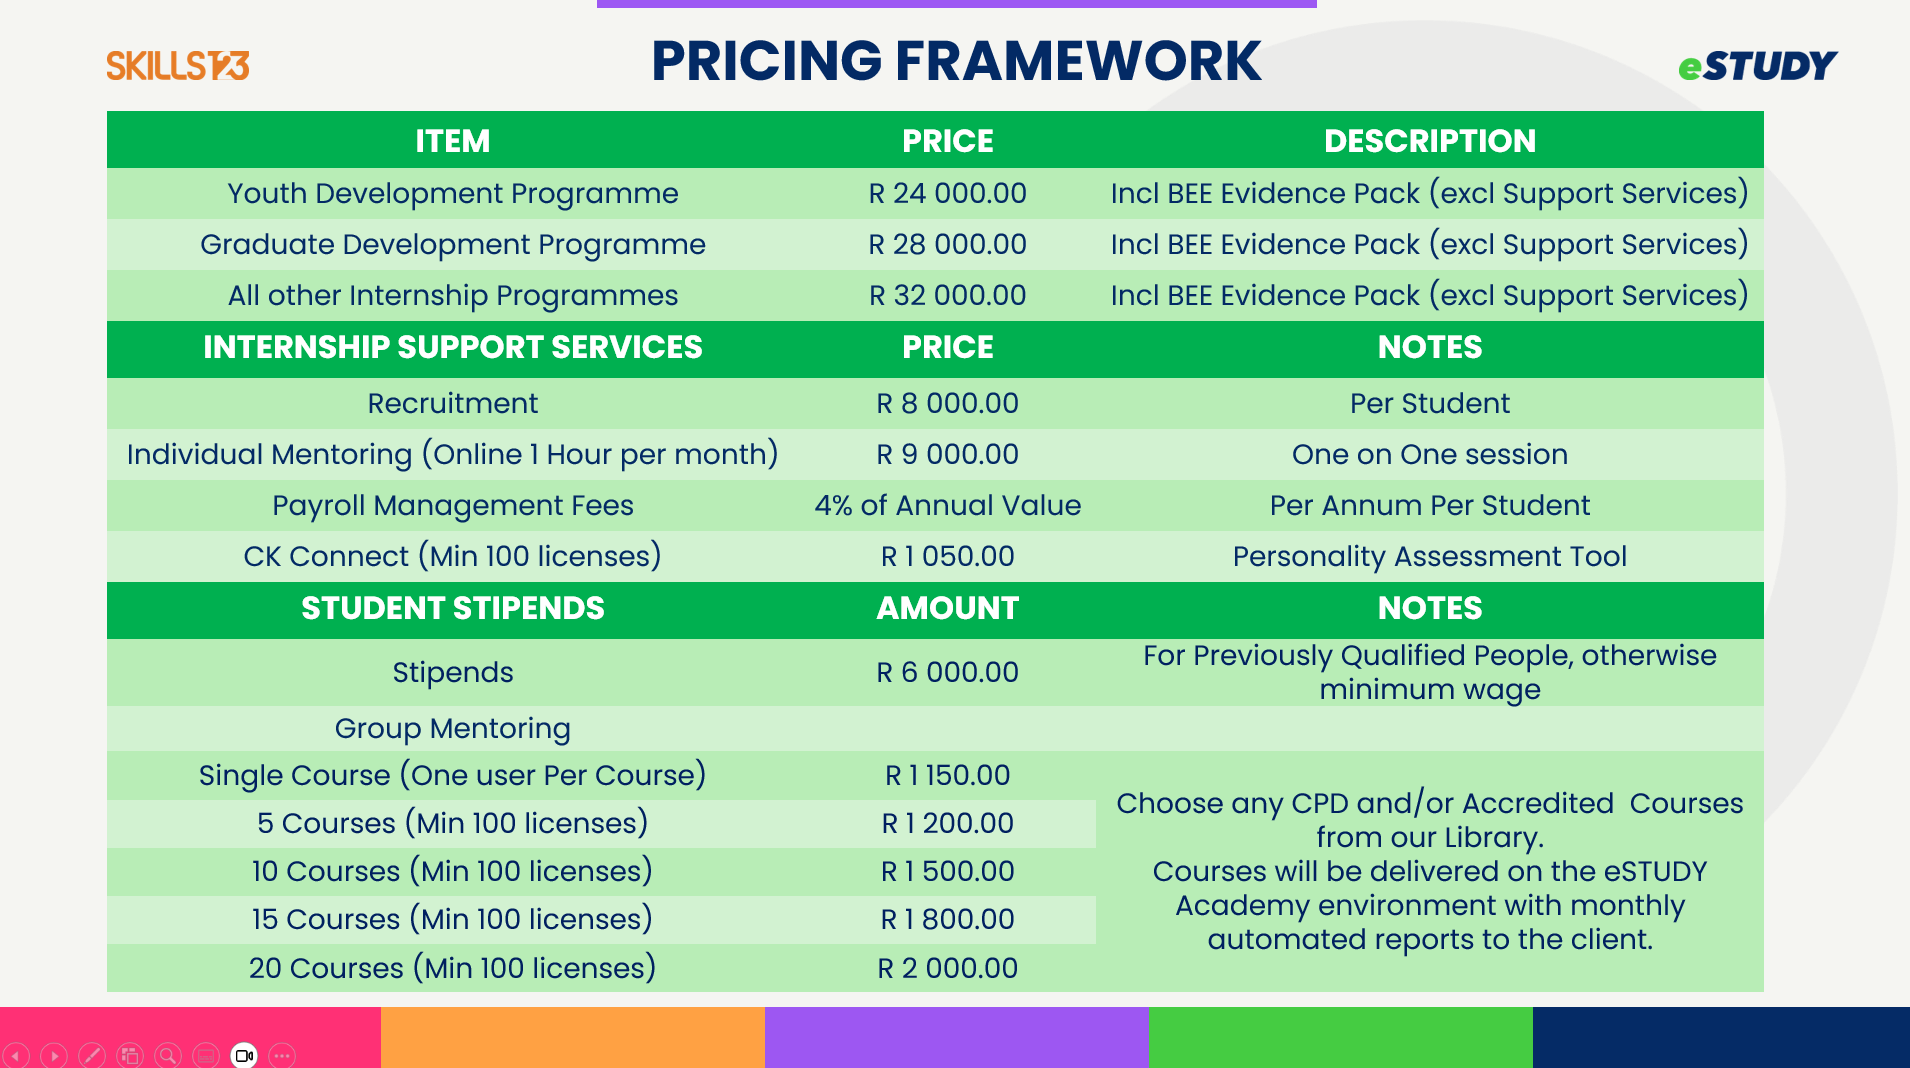 SKILLS123
PRICING FRAMEWORK
eSTUDY
ITEM PRICE DESCRIPTION
Youth Development Programme R 24 000.00 Incl BEE Evidence Pack (excl Support Services)
Graduate Development Programme R 28 000.00 Incl BEE Evidence Pack (excl Support Services)
All other Internship Programmes R 32 000.00 Incl BEE Evidence Pack (excl Support Services)
INTERNSHIP SUPPORT SERVICES PRICE NOTES
Recruitment R 8 000.00 Per Student
Individual Mentoring (Online 1 Hour per month) R 9 000.00 One on One session
Payroll Management Fees 4% of Annual Value Per Annum Per Student
CK Connect (Min 100 licenses) R 1 050.00 Personality Assessment Tool
STUDENT STIPENDS AMOUNT NOTES
Stipends R 6 000.00 For Previously Qualified People, otherwise
minimum wage
Group Mentoring
Single Course (One user Per Course) R 1 150.00
5 Courses (Min 100 licenses) R 1 200.00
10 Courses (Min 100 licenses) R 1 500.00
15 Courses (Min 100 licenses) R 1 800.00
20 Courses (Min 100 licenses) R 2 000.00
Choose any CPD and/or Accredited Courses
from our Library.
Courses will be delivered on the eSTUDY
Academy environment with monthly
automated reports to the client.